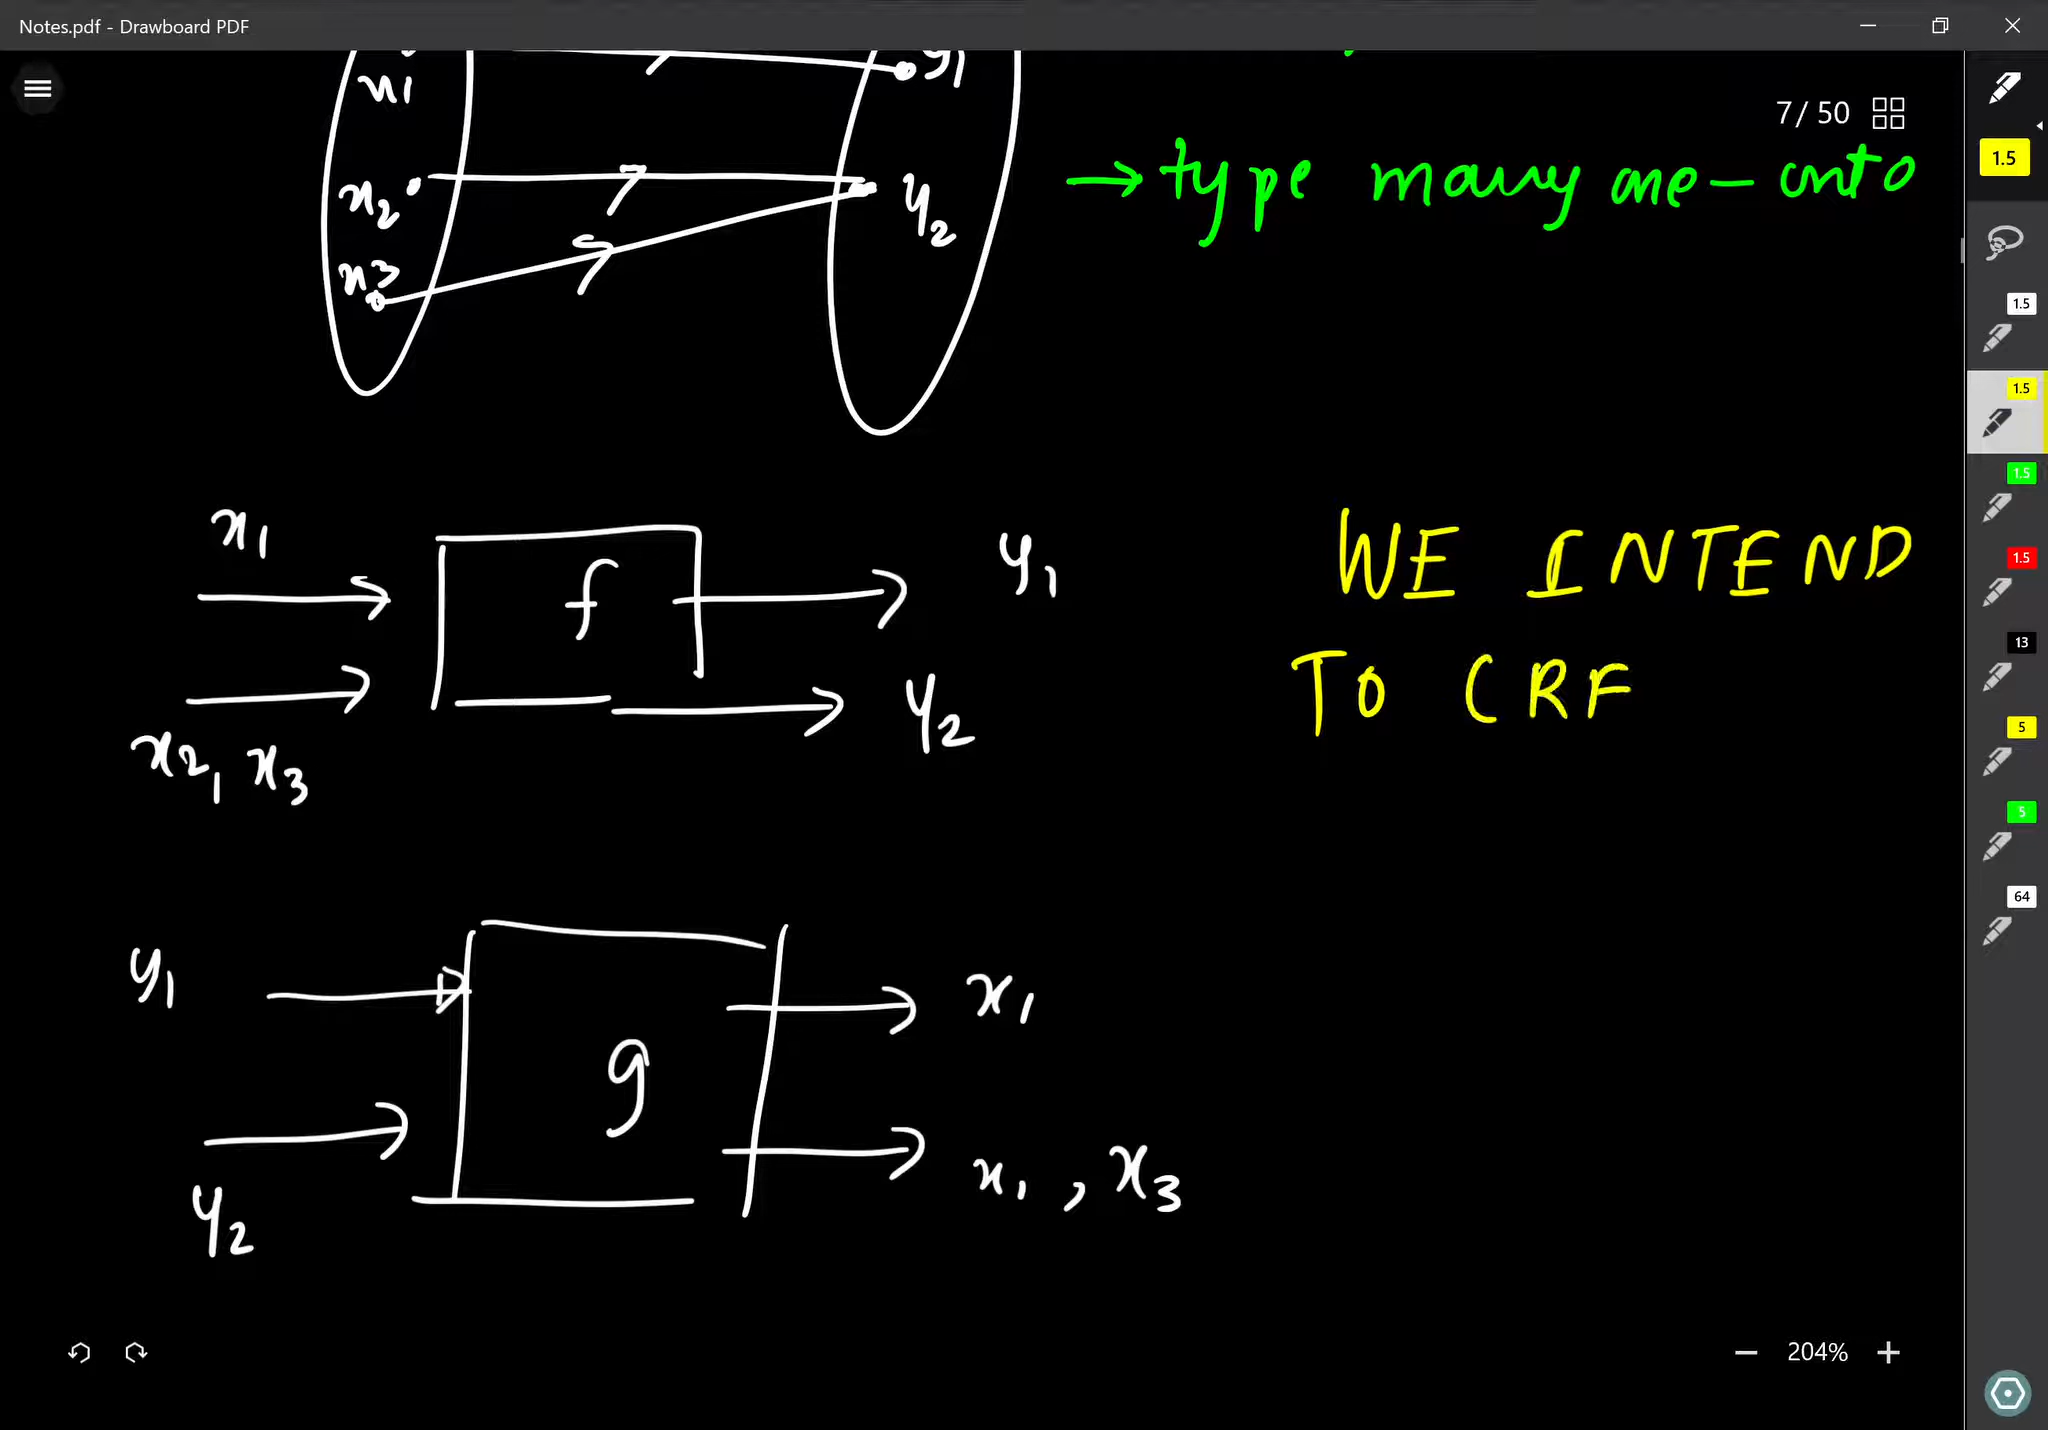 Notes.pdf - Drawboard PDF
x1
y1
7 / 50
1.5
x2
y2
→ type many one - onto
x3
1.5
1.5
1.5
1.5
13
5
5
64
x1
f
y1
WE INTEND
TO CRF
x2, x3
y2
y1
g
x1
y2
x1 , x3
204%